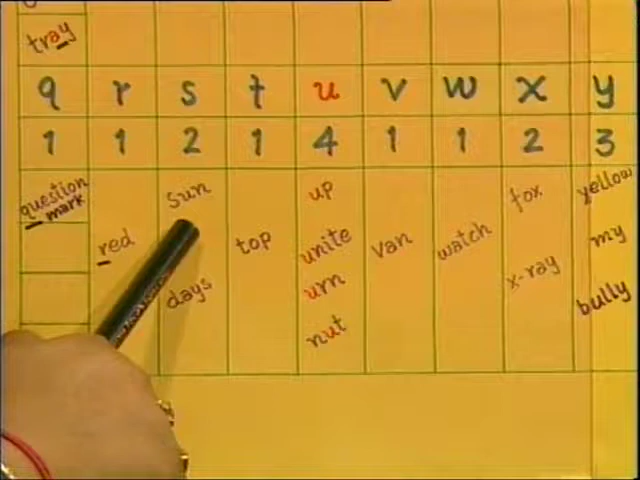 tray
q r s t u v w x y
1 1 2 1 4 1 1 2 3
question mark
sun
up
fox
yellow
red
top
unite
van
watch
my
days
urn
x-ray
bully
nut